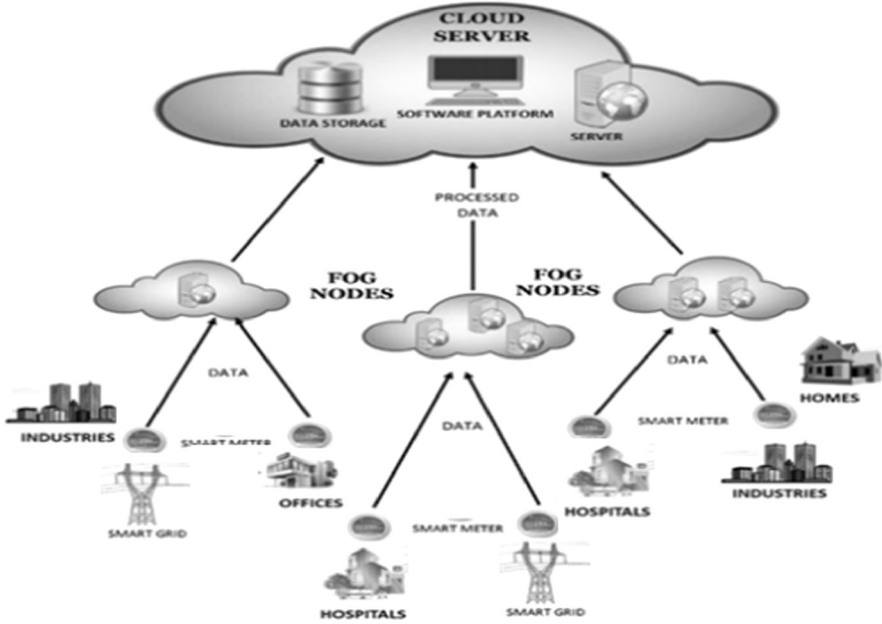 CLOUD
SERVER
DATA STORAGE
SOFTWARE PLATFORM
SERVER
PROCESSED
DATA
FOG
NODES
FOG
NODES
DATA
DATA
HOMES
INDUSTRIES
SMART METER
SMART METER
DATA
OFFICES
HOSPITALS
INDUSTRIES
SMART GRID
SMART METER
HOSPITALS
SMART GRID